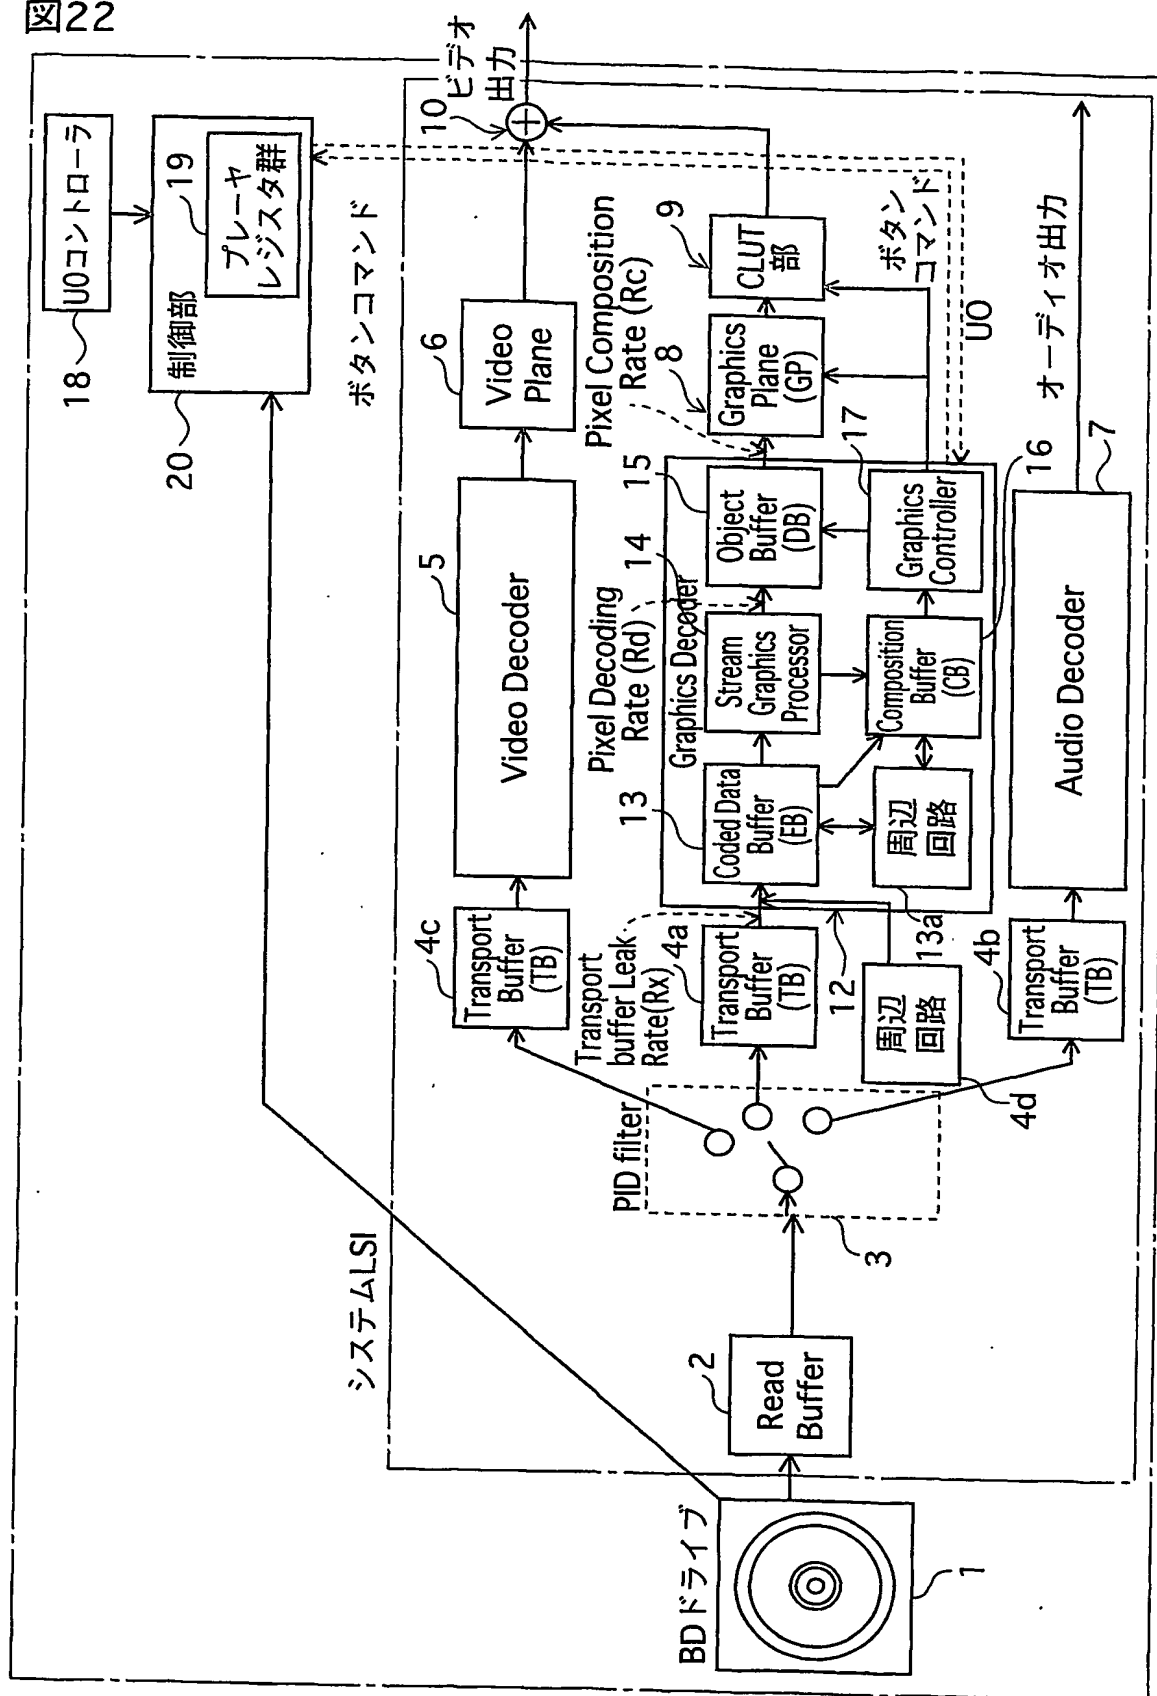 図22
UOコントローラ
18
制御部
プレーヤ
レジスタ群
19
20
ボタンコマンド
システムLSI
BDドライブ
1
Read
Buffer
2
PID filter
3
4c
Transport
Buffer
(TB)
Video Decoder
5
Video
Plane
6
10
ビデオ
出力
Transport
buffer Leak
Rate(Rx)
4a
Transport
Buffer
(TB)
12
周辺
回路
4d
Pixel Decoding
Rate (Rd)
Graphics Decoder
13
Coded Data
Buffer
(EB)
周辺
回路
13a
14
Stream
Graphics
Processor
Composition
Buffer
(CB)
16
15
Object
Buffer
(DB)
Graphics
Controller
17
Pixel Composition
Rate (Rc)
8
Graphics
Plane
(GP)
9
CLUT
部
ボタン
コマンド
UO
4b
Transport
Buffer
(TB)
Audio Decoder
7
オーディオ出力